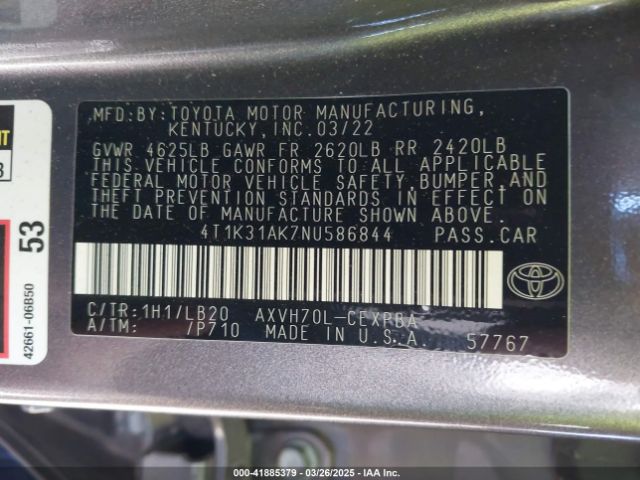 MFD.BY:TOYOTA MOTOR MANUFACTURING,
KENTUCKY,INC.03/22
GVWR 4625LB GAWR FR 2620LB RR 2420LB
THIS VEHICLE CONFORMS TO ALL APPLICABLE
FEDERAL MOTOR VEHICLE SAFETY,BUMPER,AND
THEFT PREVENTION STANDARDS IN EFFECT ON
THE DATE OF MANUFACTURE SHOWN ABOVE.
4T1K31AK7NU586844 PASS.CAR
C/TR:1H1/LB20 AXVH70L-CEXPBA
A/TM: /P710 MADE IN U.S.A. 57767
53
42661-06B50
000-41885379 — 03/26/2025 — IAA Inc.